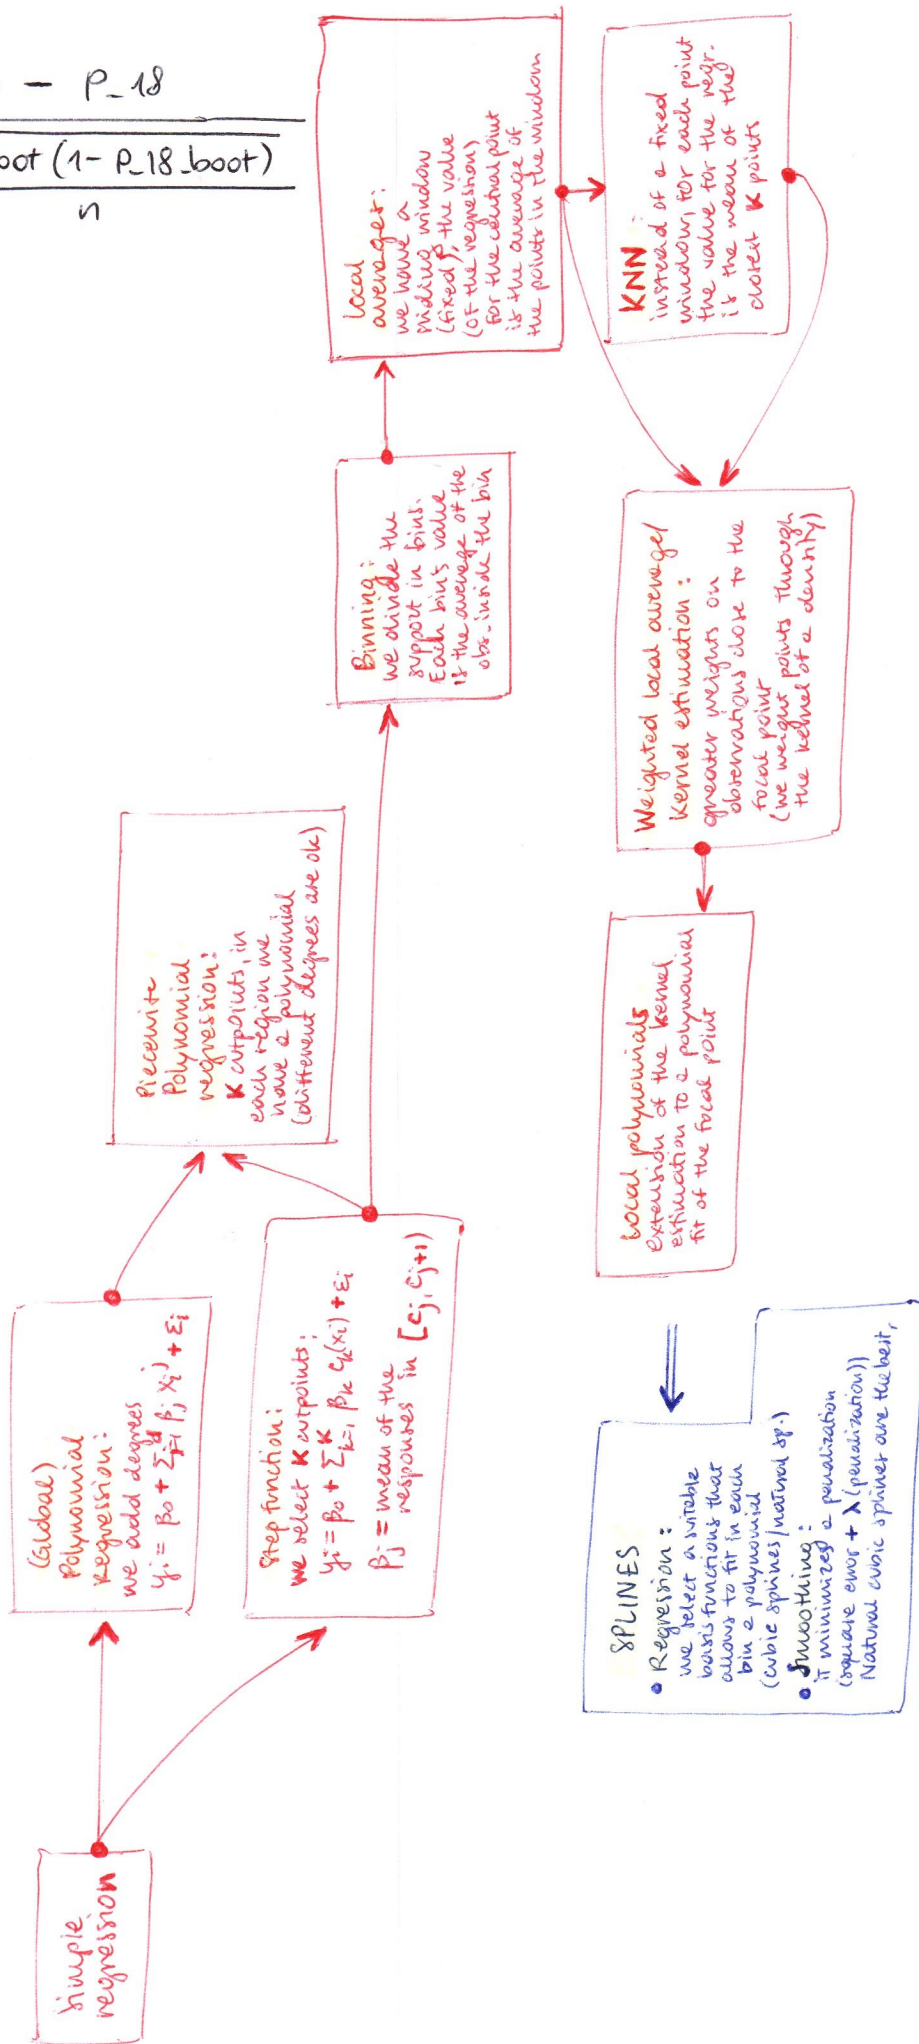 - P_18
oot (1- P_18_boot)
n
Simple
regression
(Global)
Polynomial
Regression:
we add degrees
yᵢ = β₀ + Σⱼ₌₁ᵈ βⱼ xᵢʲ + εᵢ
Step function:
We select K cutpoints:
yᵢ = β₀ + Σₖ₌₁ᴷ βₖ Cₖ(xᵢ) + εᵢ
βⱼ = mean of the
responses in [cⱼ, cⱼ₊₁)
Piecewise
Polynomial
regression:
K cutpoints, in
each region we
have a polynomial
(different degrees are ok)
Binning:
we divide the
support in bins.
Each bin's value
is the average of the
obs. inside the bin
Local
averages:
we have a
sliding window
(fixed), the value
(of the regression)
for the central point
is the average of
the points in the window
KNN:
instead of a fixed
window, for each point
the value for the regr.
is the mean of the
closest K points
Weighted local average/
Kernel estimation:
greater weights on
observations close to the
focal point
(we weight points through
the kernel of a density)
Local polynomials
extension of the kernel
estimation to a polynomial
fit of the focal point
SPLINES
• Regression:
we select a suitable
basis functions that
allows to fit in each
bin a polynomial
(cubic splines/natural sp.)
• Smoothing:
it minimizes a penalization
(square error + λ (penalization))
Natural cubic splines are the best,